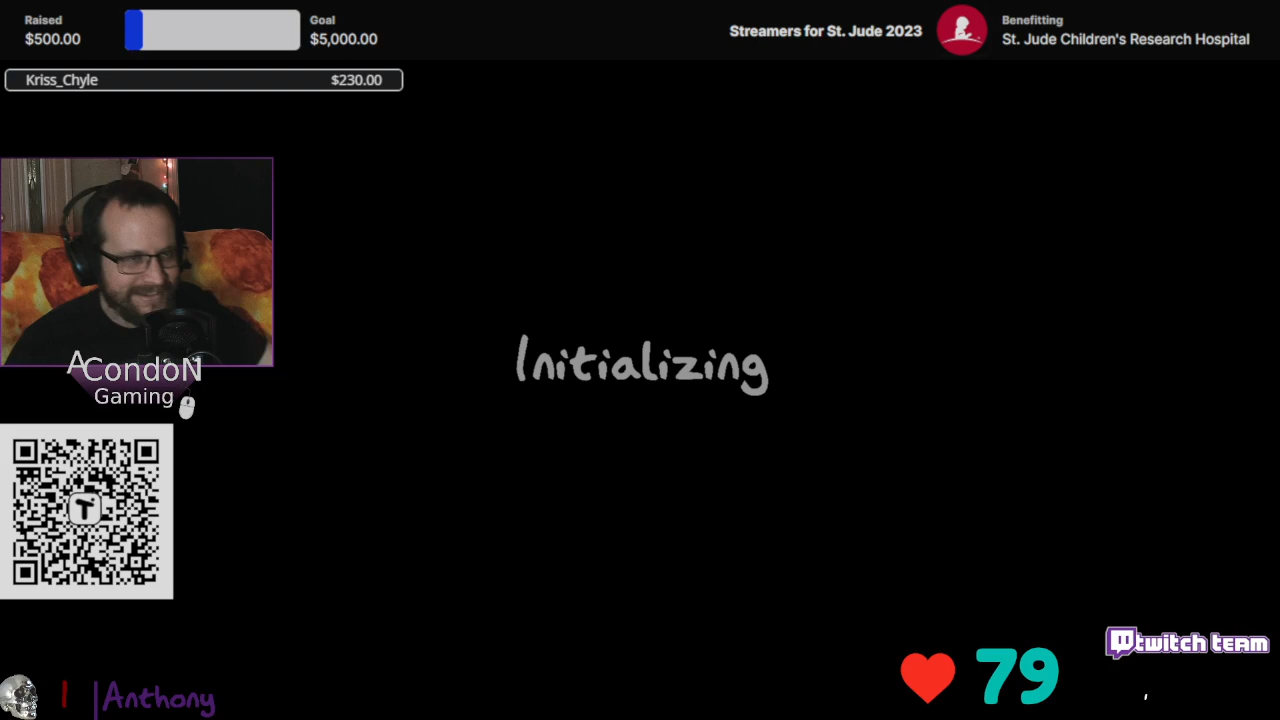 Raised
$500.00
Goal
$5,000.00
Streamers for St. Jude 2023
Benefitting
St. Jude Children's Research Hospital
Kriss_Chyle $230.00
ACondoN
Gaming
T
Initializing
79
twitch team
1 |Anthony